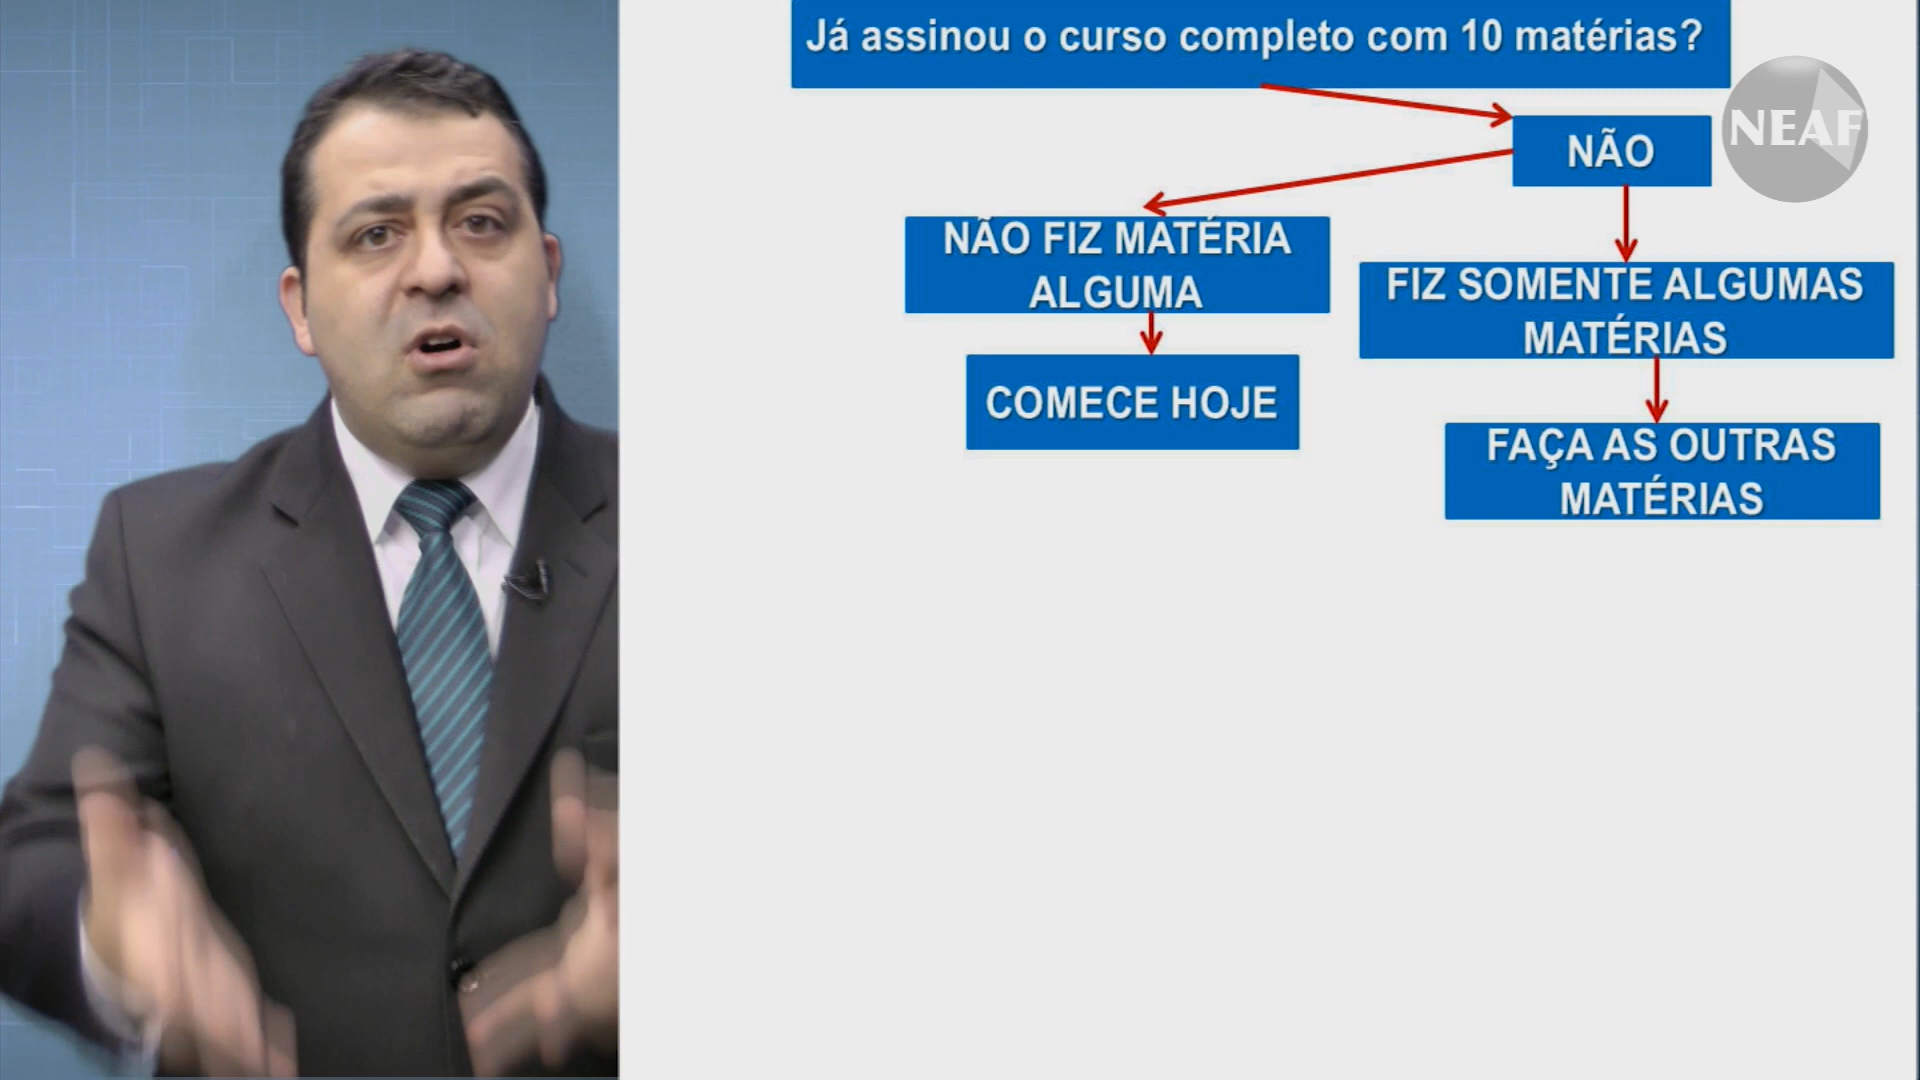 Já assinou o curso completo com 10 matérias?
NEAF
NÃO
NÃO FIZ MATÉRIA
ALGUMA
FIZ SOMENTE ALGUMAS
MATÉRIAS
COMECE HOJE
FAÇA AS OUTRAS
MATÉRIAS